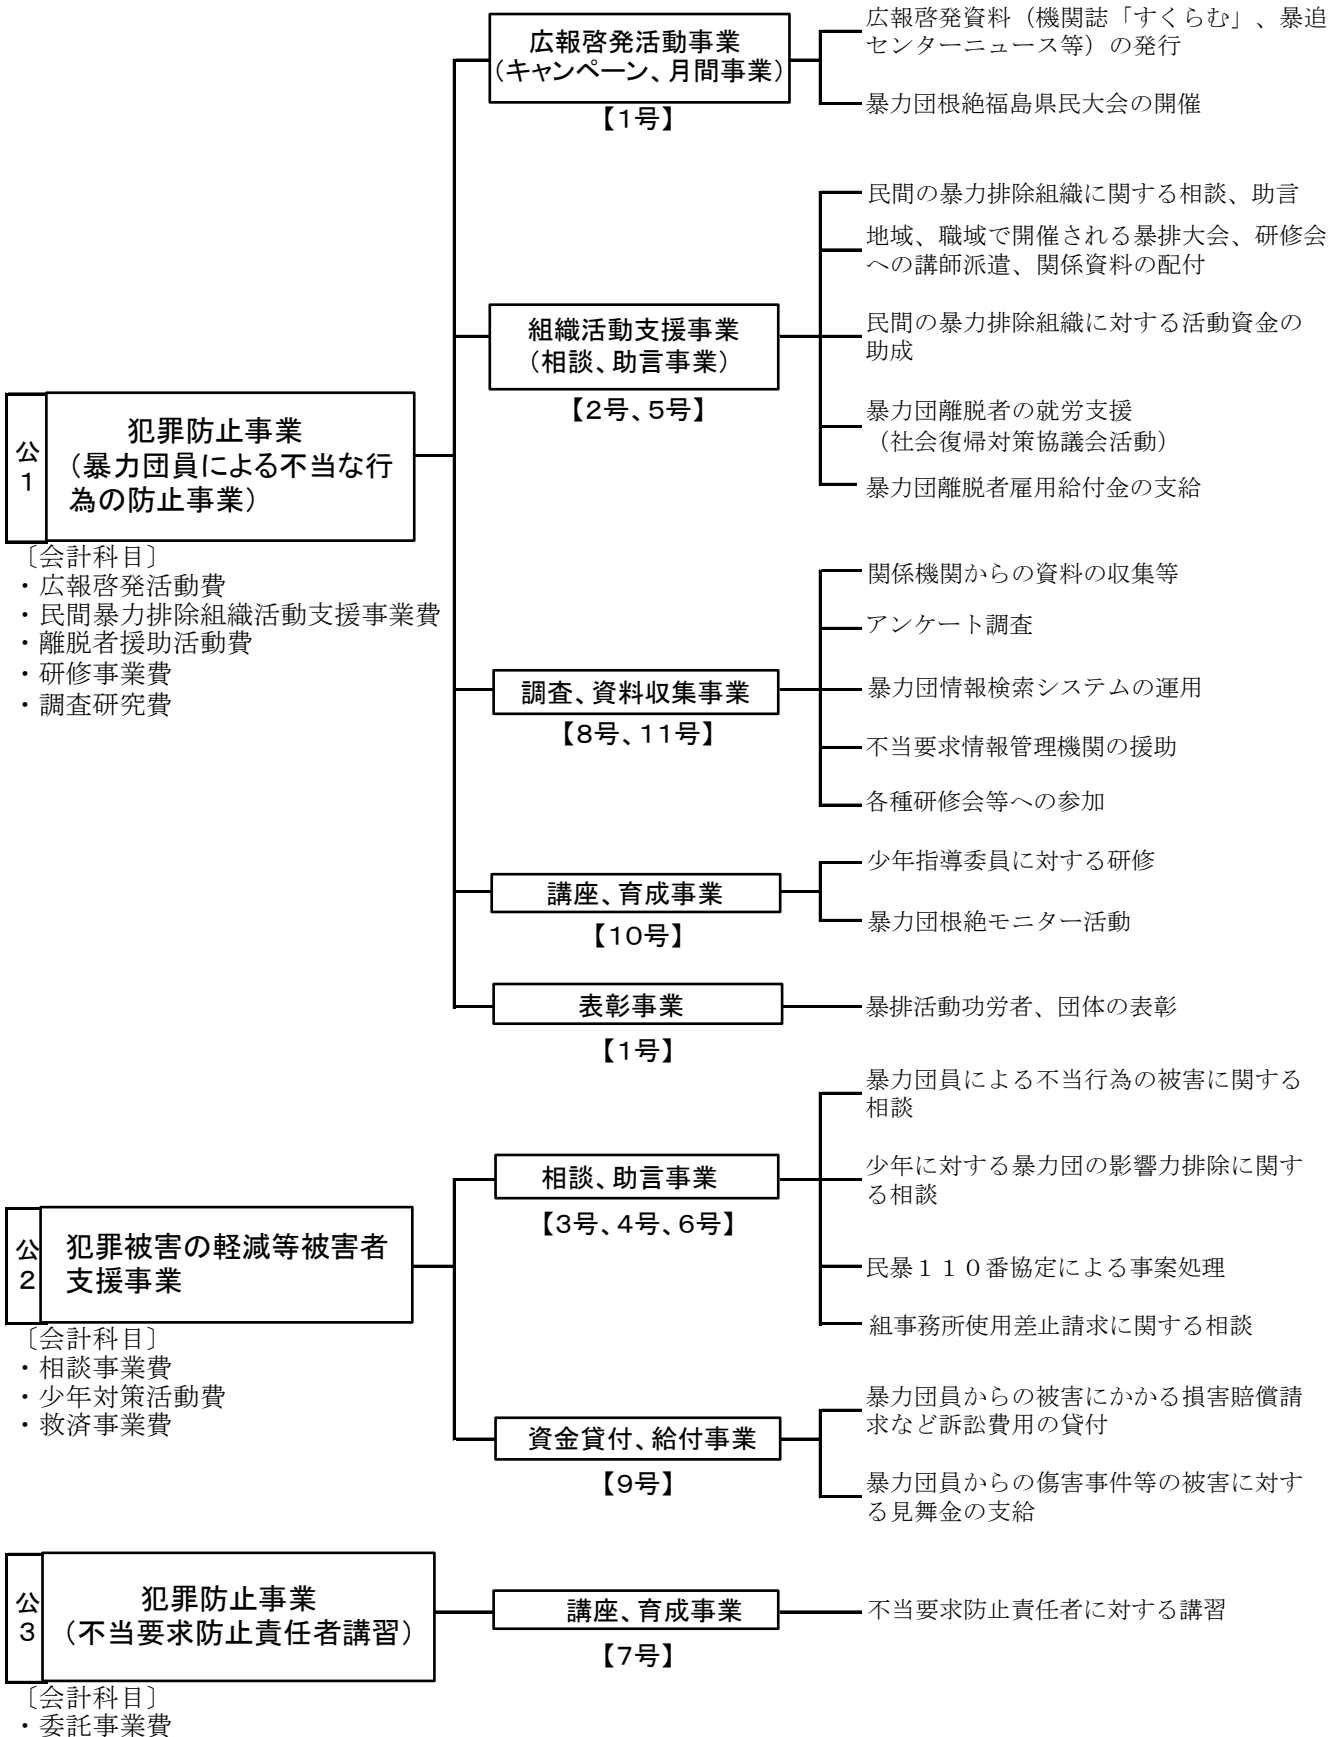 公
1
犯罪防止事業
（暴力団員による不当な行
為の防止事業）
〔会計科目〕
・広報啓発活動費
・民間暴力排除組織活動支援事業費
・離脱者援助活動費
・研修事業費
・調査研究費
広報啓発活動事業
（キャンペーン、月間事業）
【1号】
広報啓発資料（機関誌「すくらむ」、暴追
センターニュース等）の発行
暴力団根絶福島県民大会の開催
組織活動支援事業
（相談、助言事業）
【2号、5号】
民間の暴力排除組織に関する相談、助言
地域、職域で開催される暴排大会、研修会
への講師派遣、関係資料の配付
民間の暴力排除組織に対する活動資金の
助成
暴力団離脱者の就労支援
（社会復帰対策協議会活動）
暴力団離脱者雇用給付金の支給
調査、資料収集事業
【8号、11号】
関係機関からの資料の収集等
アンケート調査
暴力団情報検索システムの運用
不当要求情報管理機関の援助
各種研修会等への参加
講座、育成事業
【10号】
少年指導委員に対する研修
暴力団根絶モニター活動
表彰事業
【1号】
暴排活動功労者、団体の表彰
公
2
犯罪被害の軽減等被害者
支援事業
〔会計科目〕
・相談事業費
・少年対策活動費
・救済事業費
相談、助言事業
【3号、4号、6号】
暴力団員による不当行為の被害に関する
相談
少年に対する暴力団の影響力排除に関す
る相談
民暴１１０番協定による事案処理
組事務所使用差止請求に関する相談
資金貸付、給付事業
【9号】
暴力団員からの被害にかかる損害賠償請
求など訴訟費用の貸付
暴力団員からの傷害事件等の被害に対す
る見舞金の支給
公
3
犯罪防止事業
（不当要求防止責任者講習）
〔会計科目〕
・委託事業費
講座、育成事業
【7号】
不当要求防止責任者に対する講習